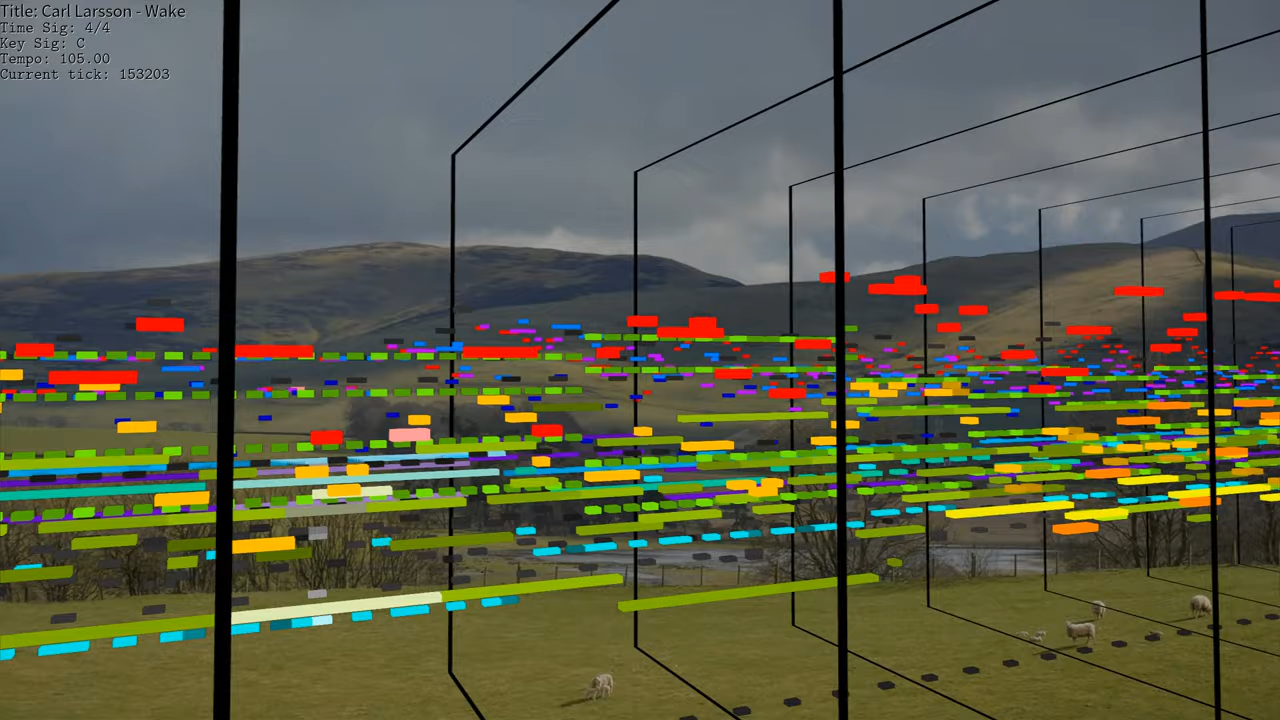 Title: Carl Larsson - Wake
Time Sig: 4/4
Key Sig: C
Tempo: 105.00
Current tick: 153203